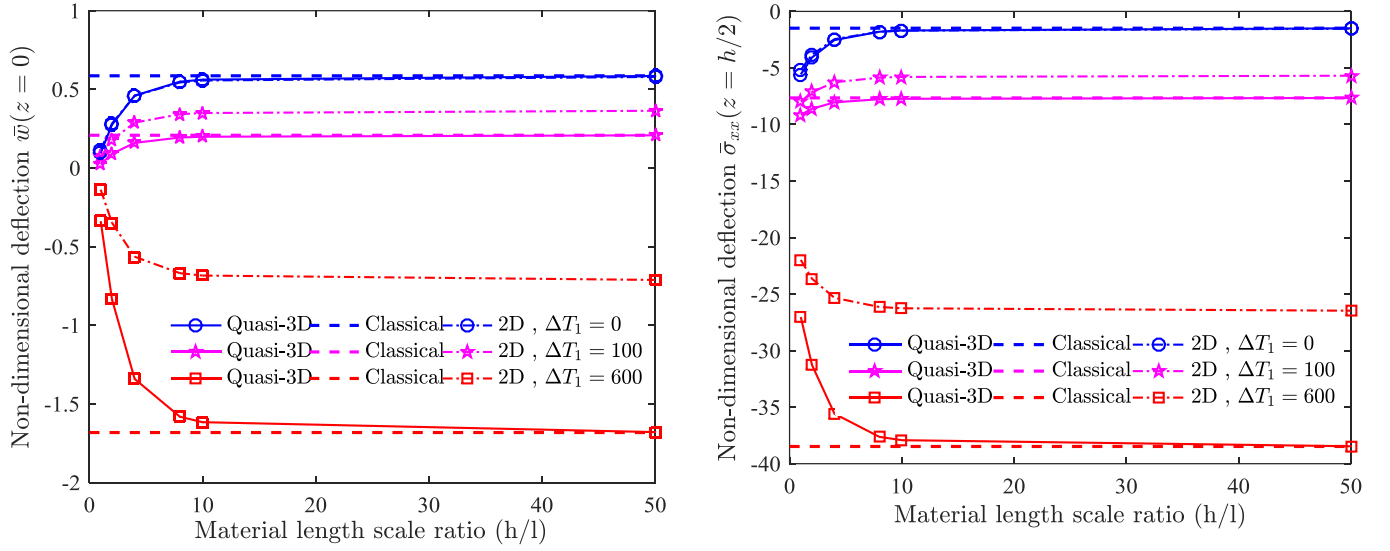 Non-dimensional deflection w̄(z = 0)
1
0.5
0
-0.5
-1
-1.5
-2
Quasi-3D Classical 2D , ΔT₁ = 0
Quasi-3D Classical 2D , ΔT₁ = 100
Quasi-3D Classical 2D , ΔT₁ = 600
0 10 20 30 40 50
Material length scale ratio (h/l)
Non-dimensional deflection σ̄ₓₓ(z = h/2)
0
-5
-10
-15
-20
-25
-30
-35
-40
Quasi-3D Classical 2D , ΔT₁ = 0
Quasi-3D Classical 2D , ΔT₁ = 100
Quasi-3D Classical 2D , ΔT₁ = 600
0 10 20 30 40 50
Material length scale ratio (h/l)